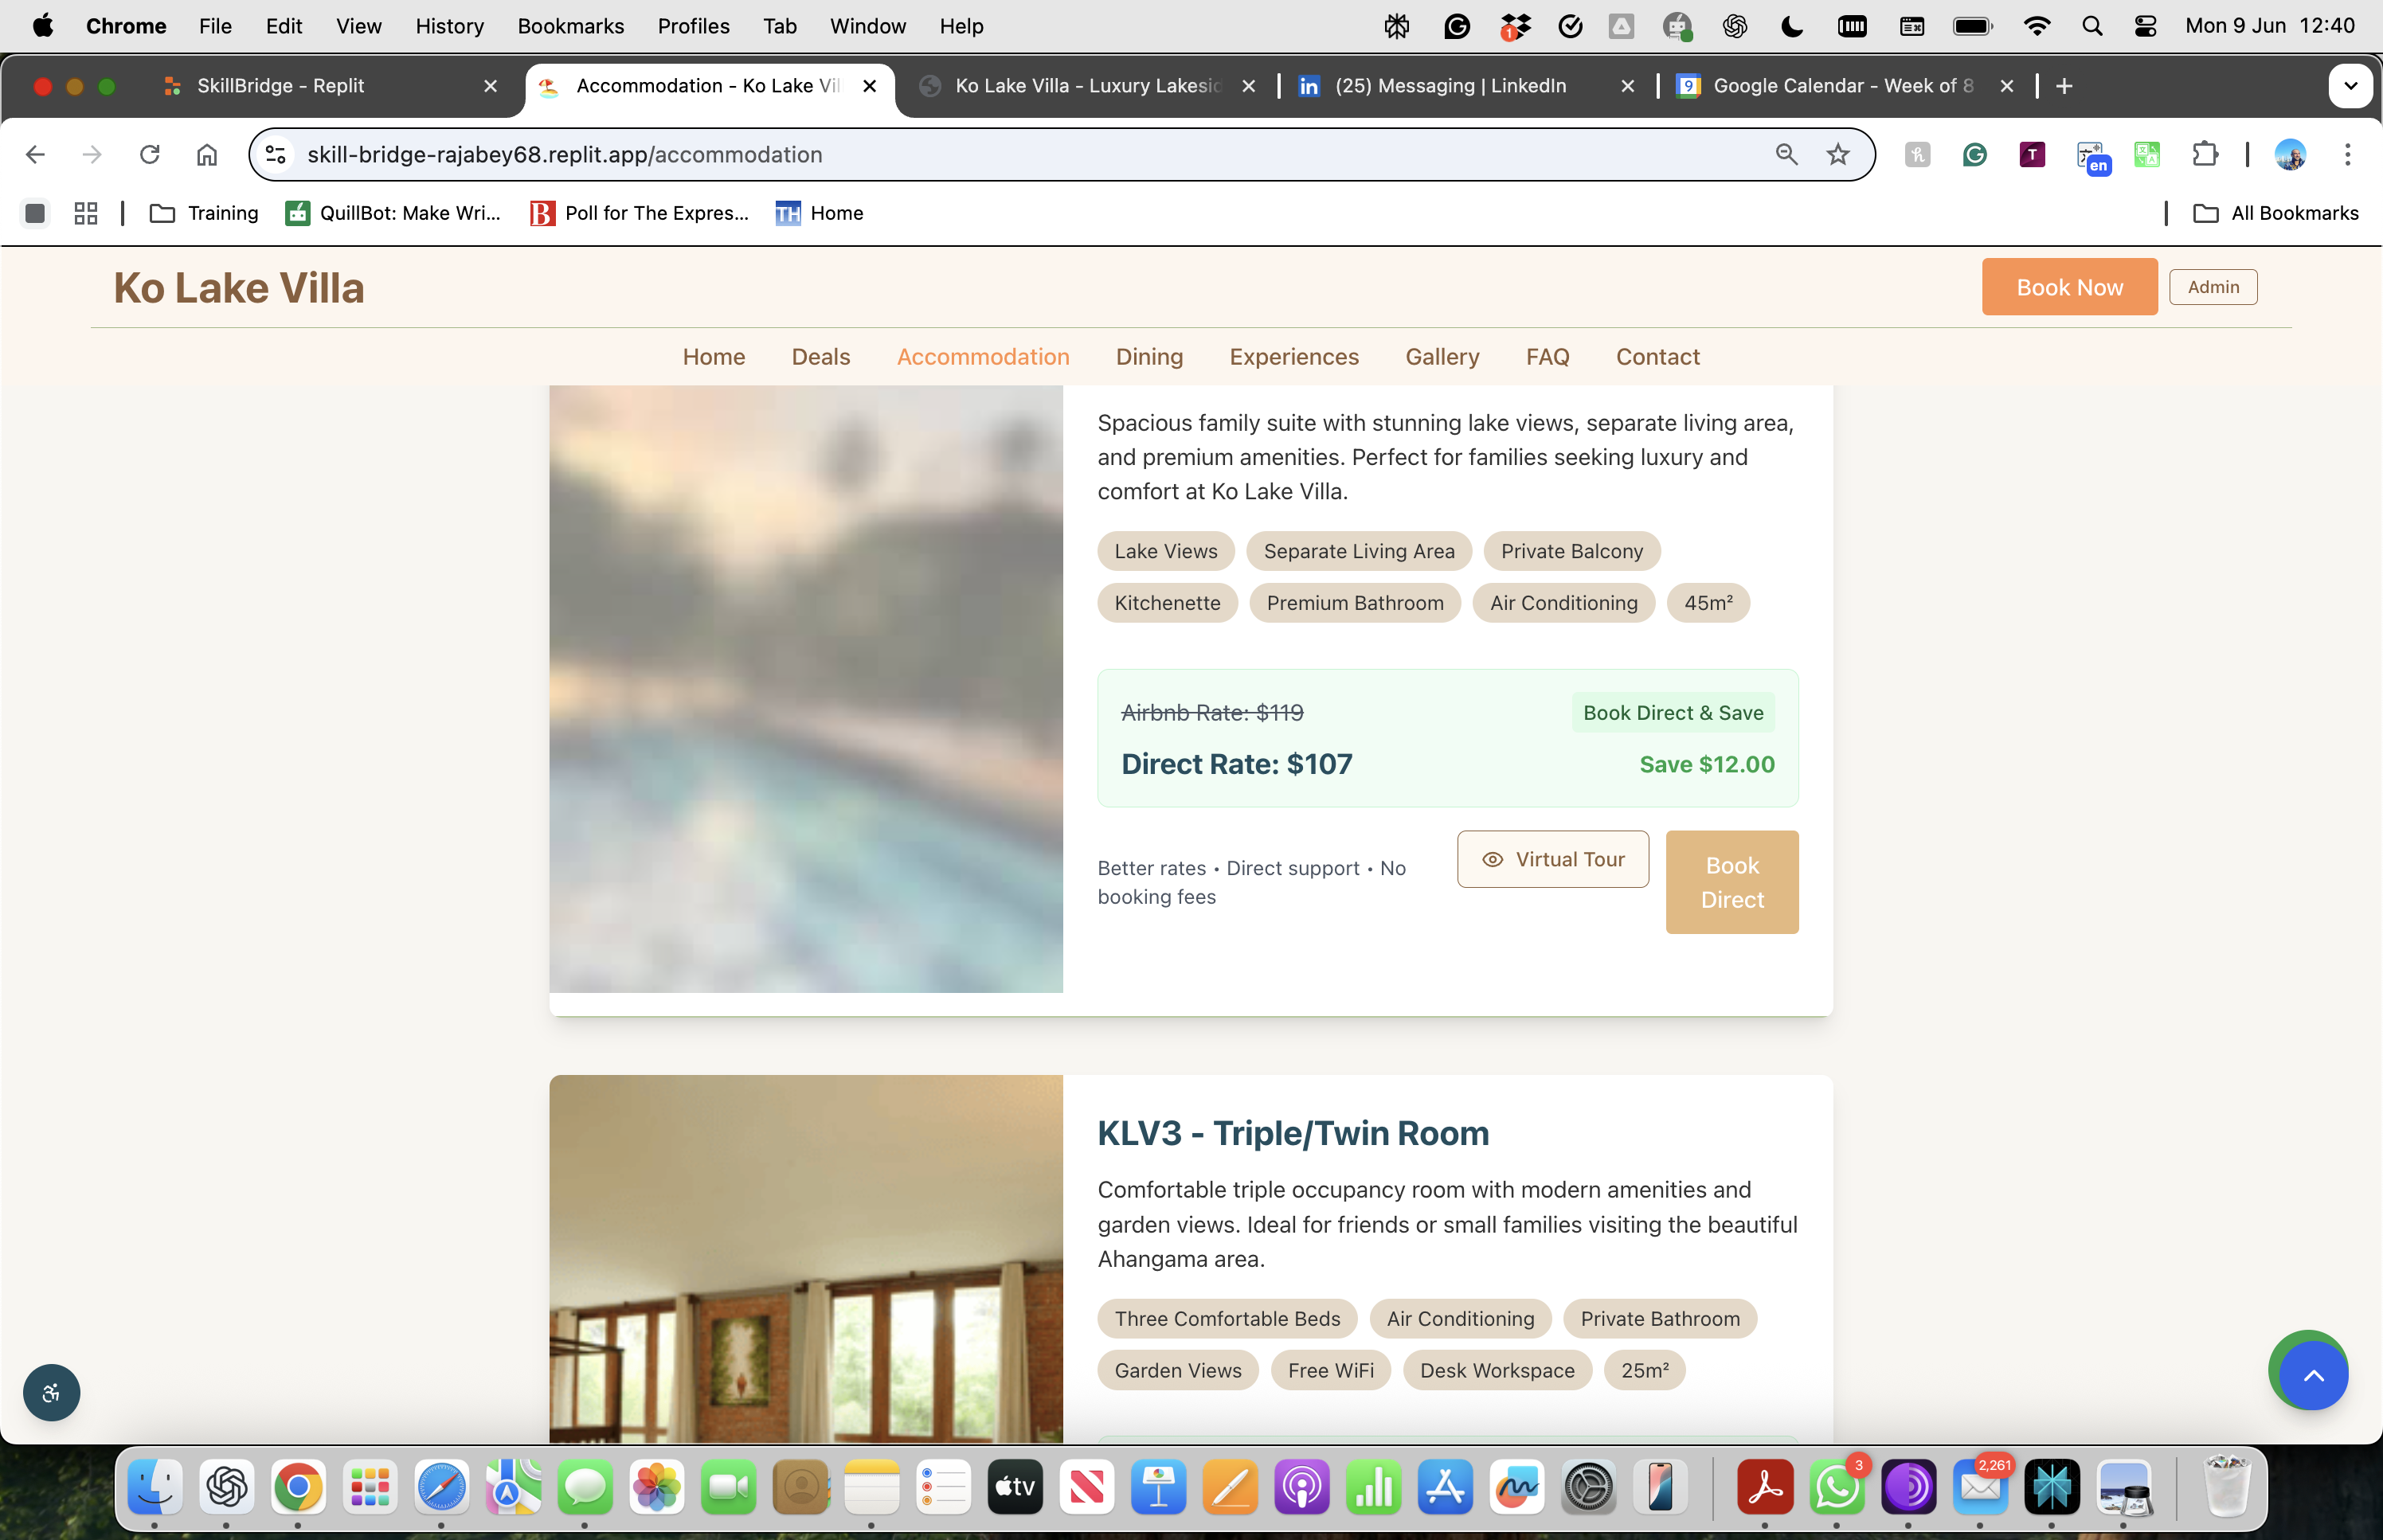 Chrome File Edit View History Bookmarks Profiles Tab Window Help
1
Mon 9 Jun 12:40
SkillBridge - Replit
Accommodation - Ko Lake Vil
Ko Lake Villa - Luxury Lakesid
in
(25) Messaging | LinkedIn
9
Google Calendar - Week of 8
skill-bridge-rajabey68.replit.app/accommodation
T
en
Training
QuillBot: Make Wri...
B
Poll for The Expres...
TH
Home
All Bookmarks
Ko Lake Villa
Book Now
Admin
Home Deals Accommodation Dining Experiences Gallery FAQ Contact
Spacious family suite with stunning lake views, separate living area,
and premium amenities. Perfect for families seeking luxury and
comfort at Ko Lake Villa.
Lake Views Separate Living Area Private Balcony
Kitchenette Premium Bathroom Air Conditioning 45m²
Airbnb Rate: $119
Book Direct & Save
Direct Rate: $107
Save $12.00
Better rates • Direct support • No
booking fees
Virtual Tour
Book
Direct
KLV3 - Triple/Twin Room
Comfortable triple occupancy room with modern amenities and
garden views. Ideal for friends or small families visiting the beautiful
Ahangama area.
Three Comfortable Beds Air Conditioning Private Bathroom
Garden Views Free WiFi Desk Workspace 25m²
tv
3
2,261